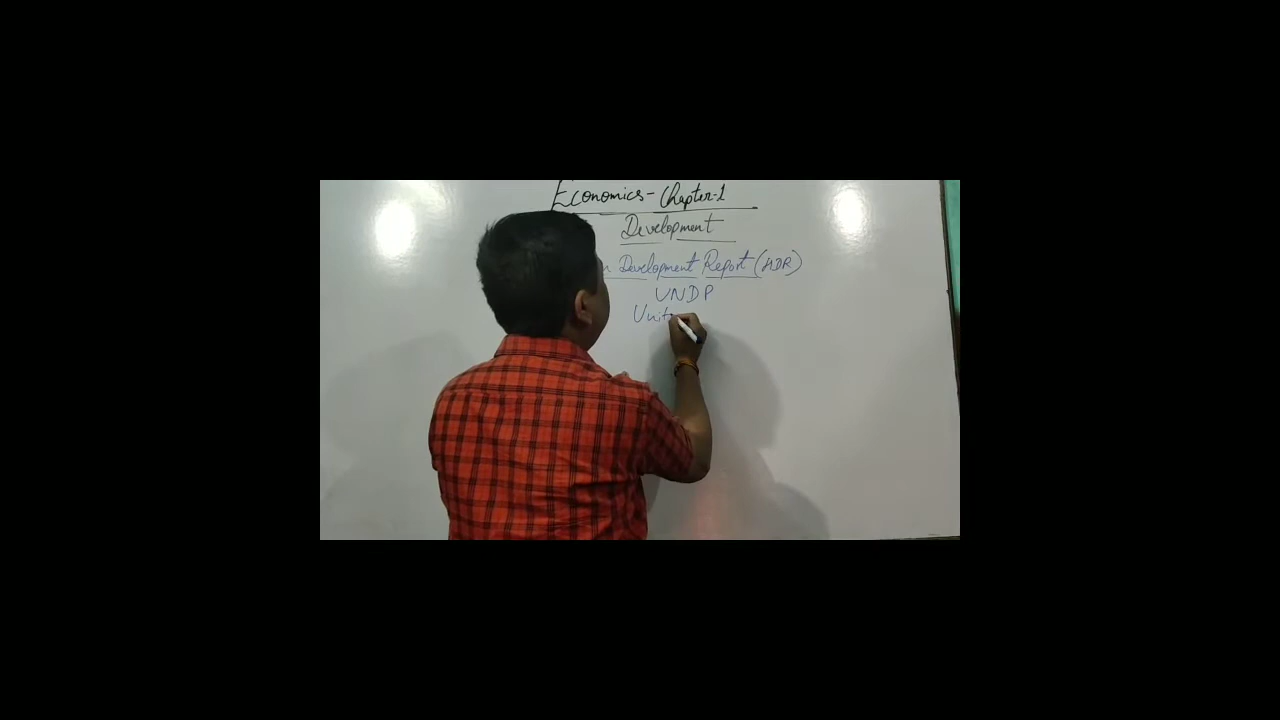 Economics - Chapter-1
Development
Development Report (HDR)
UNDP